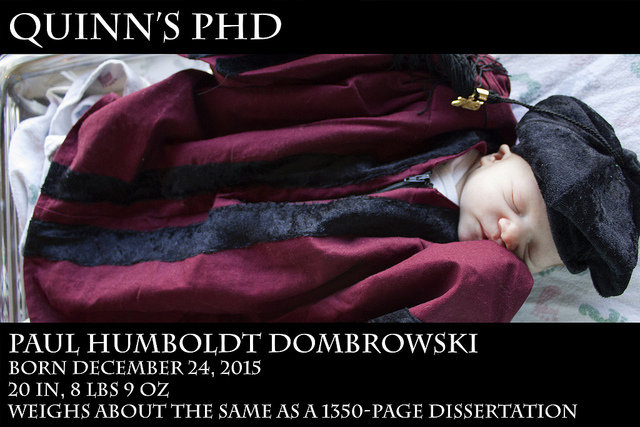 QUINN'S PHD
PAUL HUMBOLDT DOMBROWSKI
BORN DECEMBER 24, 2015
20 IN, 8 LBS 9 OZ
WEIGHS ABOUT THE SAME AS A 1350-PAGE DISSERTATION